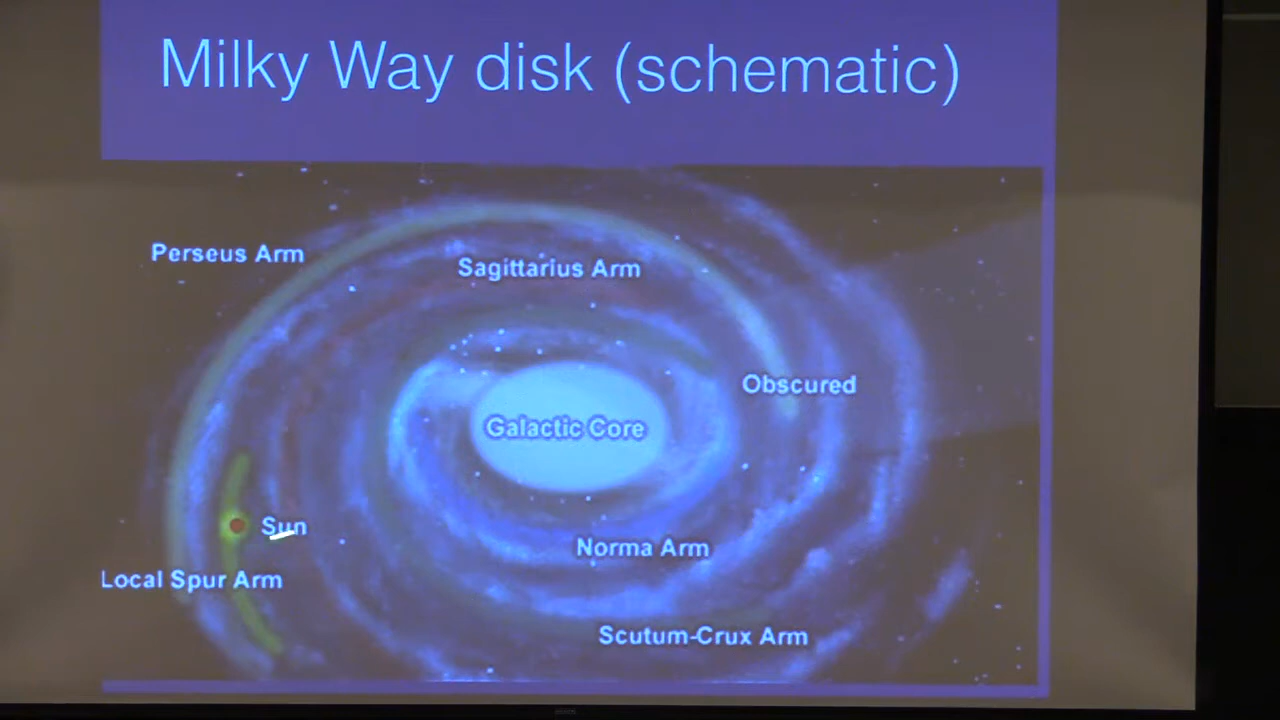 Milky Way disk (schematic)
Perseus Arm
Sagittarius Arm
Obscured
Galactic Core
Sun
Norma Arm
Local Spur Arm
Scutum-Crux Arm